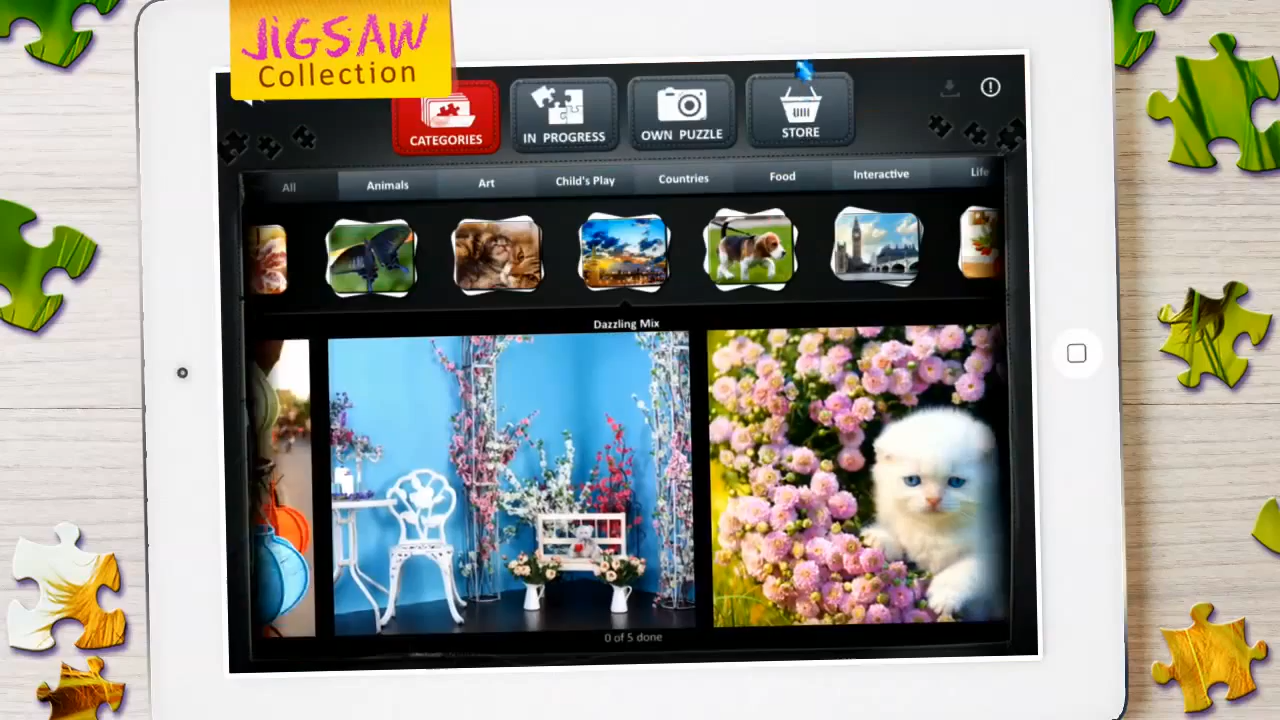 JiGSAW
Collection
CATEGORIES
IN PROGRESS
OWN PUZZLE
STORE
All
Animals
Art
Child's Play
Countries
Food
Interactive
Life
Dazzling Mix
0 of 5 done